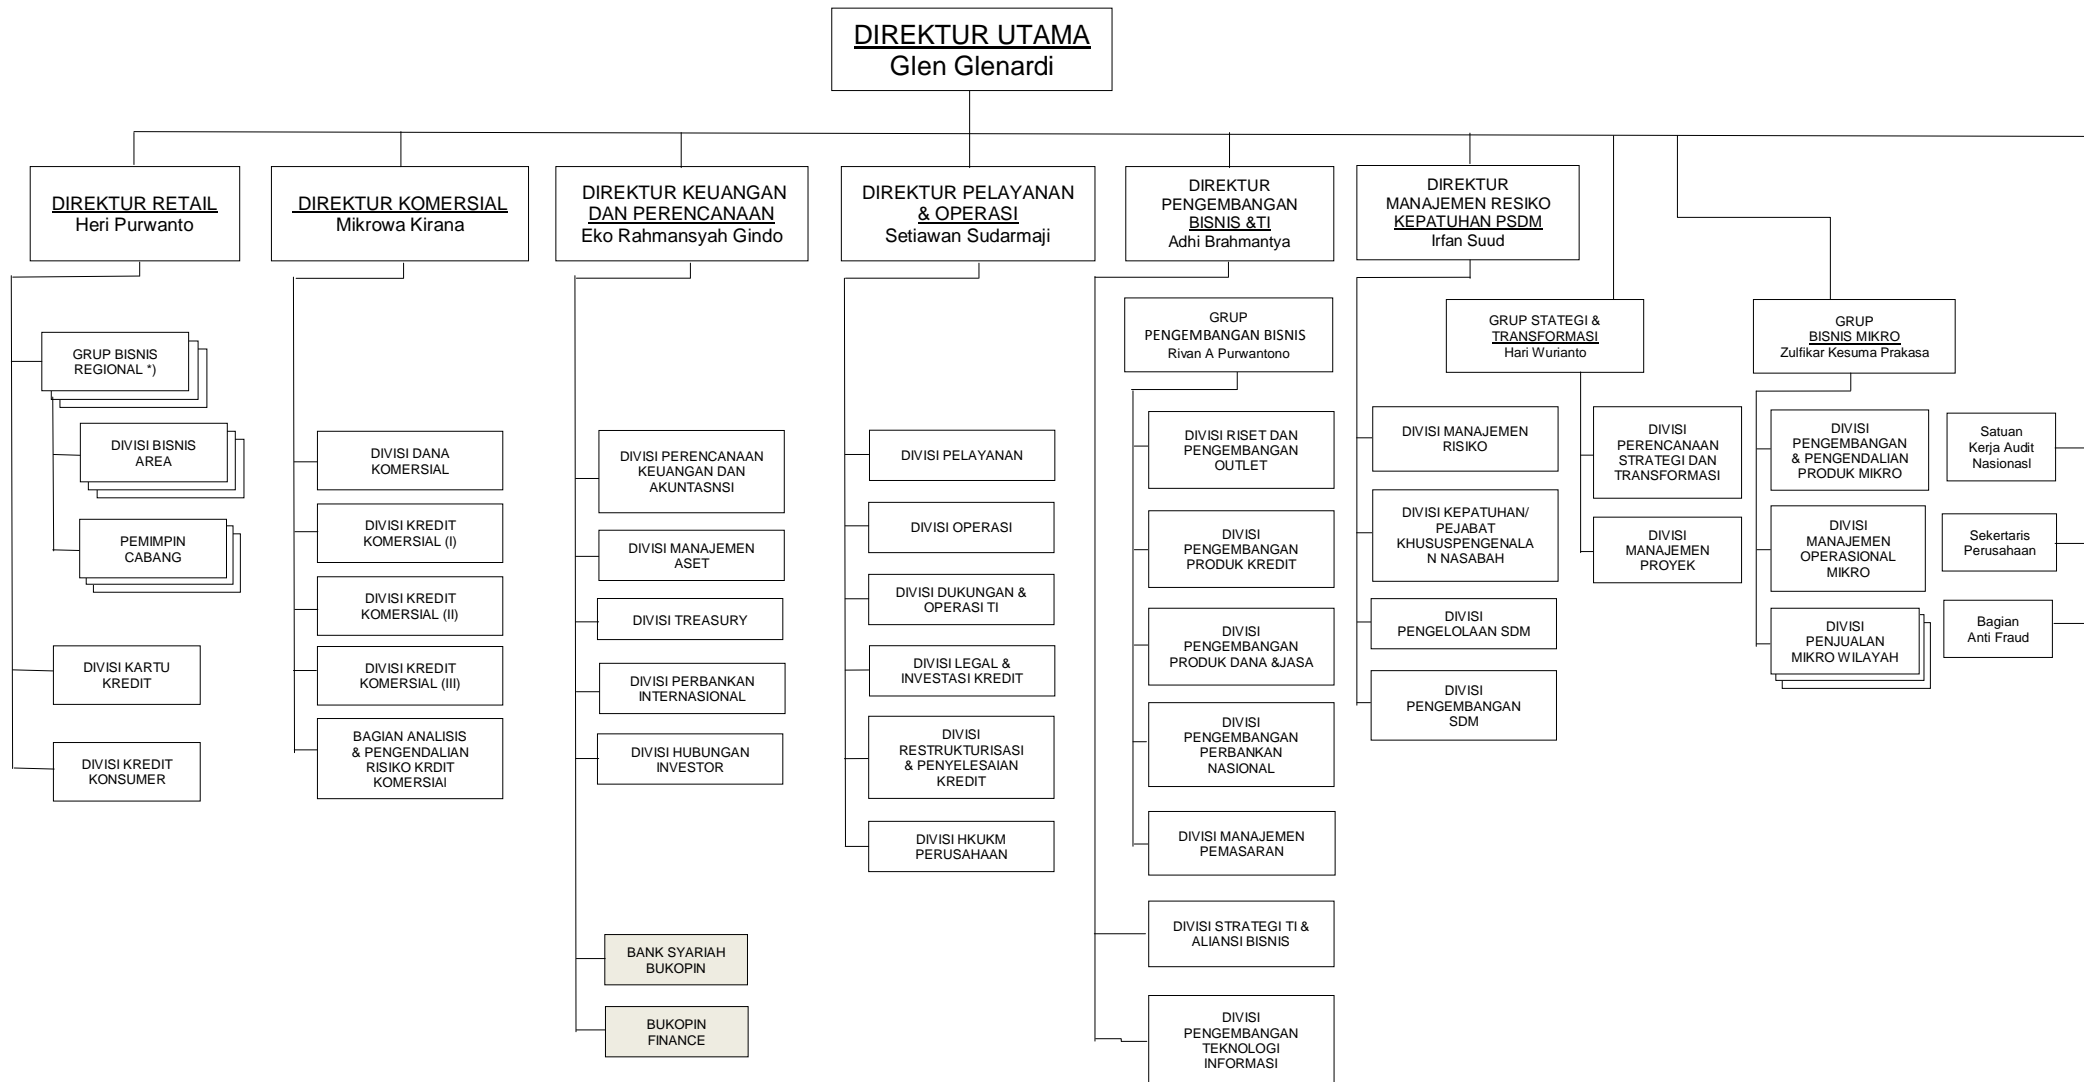 DIREKTUR UTAMA
Glen Glenardi
DIREKTUR RETAIL
Heri Purwanto
DIREKTUR KOMERSIAL
Mikrowa Kirana
DIREKTUR KEUANGAN
DAN PERENCANAAN
Eko Rahmansyah Gindo
DIREKTUR PELAYANAN
& OPERASI
Setiawan Sudarmaji
DIREKTUR
PENGEMBANGAN
BISNIS &TI
Adhi Brahmantya
DIREKTUR
MANAJEMEN RESIKO
KEPATUHAN PSDM
Irfan Suud
GRUP BISNIS
REGIONAL *)
DIVISI BISNIS
AREA
PEMIMPIN
CABANG
DIVISI KARTU
KREDIT
DIVISI KREDIT
KONSUMER
DIVISI DANA
KOMERSIAL
DIVISI KREDIT
KOMERSIAL (I)
DIVISI KREDIT
KOMERSIAL (II)
DIVISI KREDIT
KOMERSIAL (III)
BAGIAN ANALISIS
& PENGENDALIAN
RISIKO KRDIT
KOMERSIAI
DIVISI PERENCANAAN
KEUANGAN DAN
AKUNTASNSI
DIVISI MANAJEMEN
ASET
DIVISI TREASURY
DIVISI PERBANKAN
INTERNASIONAL
DIVISI HUBUNGAN
INVESTOR
BANK SYARIAH
BUKOPIN
BUKOPIN
FINANCE
DIVISI PELAYANAN
DIVISI OPERASI
DIVISI DUKUNGAN &
OPERASI TI
DIVISI LEGAL &
INVESTASI KREDIT
DIVISI
RESTRUKTURISASI
& PENYELESAIAN
KREDIT
DIVISI HKUKM
PERUSAHAAN
GRUP
PENGEMBANGAN BISNIS
Rivan A Purwantono
DIVISI RISET DAN
PENGEMBANGAN
OUTLET
DIVISI
PENGEMBANGAN
PRODUK KREDIT
DIVISI
PENGEMBANGAN
PRODUK DANA &JASA
DIVISI
PENGEMBANGAN
PERBANKAN
NASIONAL
DIVISI MANAJEMEN
PEMASARAN
DIVISI STRATEGI TI &
ALIANSI BISNIS
DIVISI
PENGEMBANGAN
TEKNOLOGI
INFORMASI
DIVISI MANAJEMEN
RISIKO
DIVISI KEPATUHAN/
PEJABAT
KHUSUSPENGENALA
N NASABAH
DIVISI
PENGELOLAAN SDM
DIVISI
PENGEMBANGAN
SDM
GRUP STATEGI &
TRANSFORMASI
Hari Wurianto
DIVISI
PERENCANAAN
STRATEGI DAN
TRANSFORMASI
DIVISI
MANAJEMEN
PROYEK
GRUP
BISNIS MIKRO
Zulfikar Kesuma Prakasa
DIVISI
PENGEMBANGAN
& PENGENDALIAN
PRODUK MIKRO
DIVISI
MANAJEMEN
OPERASIONAL
MIKRO
DIVISI
PENJUALAN
MIKRO WILAYAH
Satuan
Kerja Audit
Nasionasl
Sekertaris
Perusahaan
Bagian
Anti Fraud